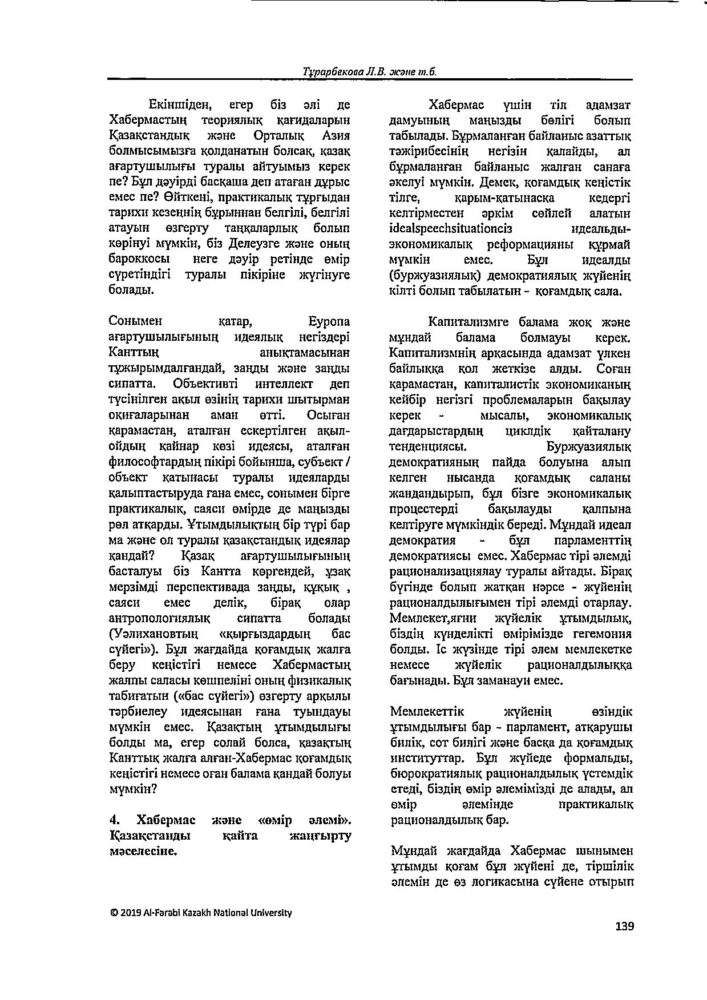 Тұрарбекова Л.В. және т.б.
Екіншіден, егер біз әлі де
Хабермастың теориялық қағидаларын
Қазақстандық және Орталық Азия
болмысымызға қолданатын болсақ, қазақ
ағартушылығы туралы айтуымыз керек
пе? Бұл дәуірді басқаша деп атаған дұрыс
емес пе? Өйткені, практикалық тұрғыдан
тарихи кезеңнің бұрыннан белгілі, белгілі
атауын өзгерту таңқаларлық болып
көрінуі мүмкін, біз Делеузге және оның
бароккосы неге дәуір ретінде өмір
сүретіндігі туралы пікіріне жүгінуге
болады.
Сонымен қатар, Еуропа
ағартушылығының идеялық негіздері
Канттың анықтамасынан
тұжырымдалғандай, заңды және заңды
сипатта. Объективті интеллект деп
түсінілген ақыл өзінің тарихи шытырман
оқиғаларынан аман өтті. Осыған
қарамастан, аталған ескертілген ақыл-
ойдың қайнар көзі идеясы, аталған
философтардың пікірі бойынша, субъект /
объект қатынасы туралы идеяларды
қалыптастыруда ғана емес, сонымен бірге
практикалық, саяси өмірде де маңызды
рөл атқарды. Ұтымдылықтың бір түрі бар
ма және ол туралы қазақстандық идеялар
қандай? Қазақ ағартушылығының
басталуы біз Кантта көргендей, ұзақ
мерзімді перспективада заңды, құқық ,
саяси емес делік, бірақ олар
антропологиялық сипатта болады
(Уәлихановтың «қырғыздардың бас
сүйегі»). Бұл жағдайда қоғамдық жалға
беру кеңістігі немесе Хабермастың
жалпы саласы көшпеліні оның физикалық
табиғатын («бас сүйегі») өзгерту арқылы
тәрбиелеу идеясынан ғана туындауы
мүмкін емес. Қазақтың ұтымдылығы
болды ма, егер солай болса, қазақтың
Канттық жалға алған-Хабермас қоғамдық
кеңістігі немесе оған балама қандай болуы
мүмкін?
4. Хабермас және «өмір әлемі».
Қазақстанды қайта жаңғырту
мәселесіне.
Хабермас үшін тіл адамзат
дамуының маңызды бөлігі болып
табылады. Бұрмаланған байланыс азаттық
тәжірибесінің негізін қалайды, ал
бұрмаланған байланыс жалған санаға
әкелуі мүмкін. Демек, қоғамдық кеңістік
тілге, қарым-қатынасқа кедергі
келтірместен әркім сөйлей алатын
idealspeechsituationсіз идеальды-
экономикалық реформацияны құрмай
мүмкін емес. Бұл идеалды
(буржуазиялық) демократиялық жүйенің
кілті болып табылатын - қоғамдық сала.
Капитализмге балама жоқ және
мұндай балама болмауы керек.
Капитализмнің арқасында адамзат үлкен
байлыққа қол жеткізе алды. Соған
қарамастан, капиталистік экономиканың
кейбір негізгі проблемаларын бақылау
керек - мысалы, экономикалық
дағдарыстардың циклдік қайталану
тенденциясы. Буржуазиялық
демократияның пайда болуына алып
келген нысанда қоғамдық саланы
жандандырып, бұл бізге экономикалық
процестерді бақылауды қалпына
келтіруге мүмкіндік береді. Мұндай идеал
демократия - бұл парламенттің
демократиясы емес. Хабермас тірі әлемді
рационализациялау туралы айтады. Бірақ
бүгінде болып жатқан нәрсе - жүйенің
рационалдылығымен тірі әлемді отарлау.
Мемлекет,яғни жүйелік ұтымдылық,
біздің күнделікті өмірімізде гегемония
болды. Іс жүзінде тірі әлем мемлекетке
немесе жүйелік рационалдылыққа
бағынады. Бұл заманауи емес.
Мемлекеттік жүйенің өзіндік
ұтымдылығы бар - парламент, атқарушы
билік, сот билігі және басқа да қоғамдық
институттар. Бұл жүйеде формальды,
бюрократиялық рационалдылық үстемдік
етеді, біздің өмір әлемімізді де алады, ал
өмір әлемінде практикалық
рационалдылық бар.
Мұндай жағдайда Хабермас шынымен
ұтымды қоғам бұл жүйені де, тіршілік
әлемін де өз логикасына сүйене отырып
© 2019 Al-Farabi Kazakh National University
139